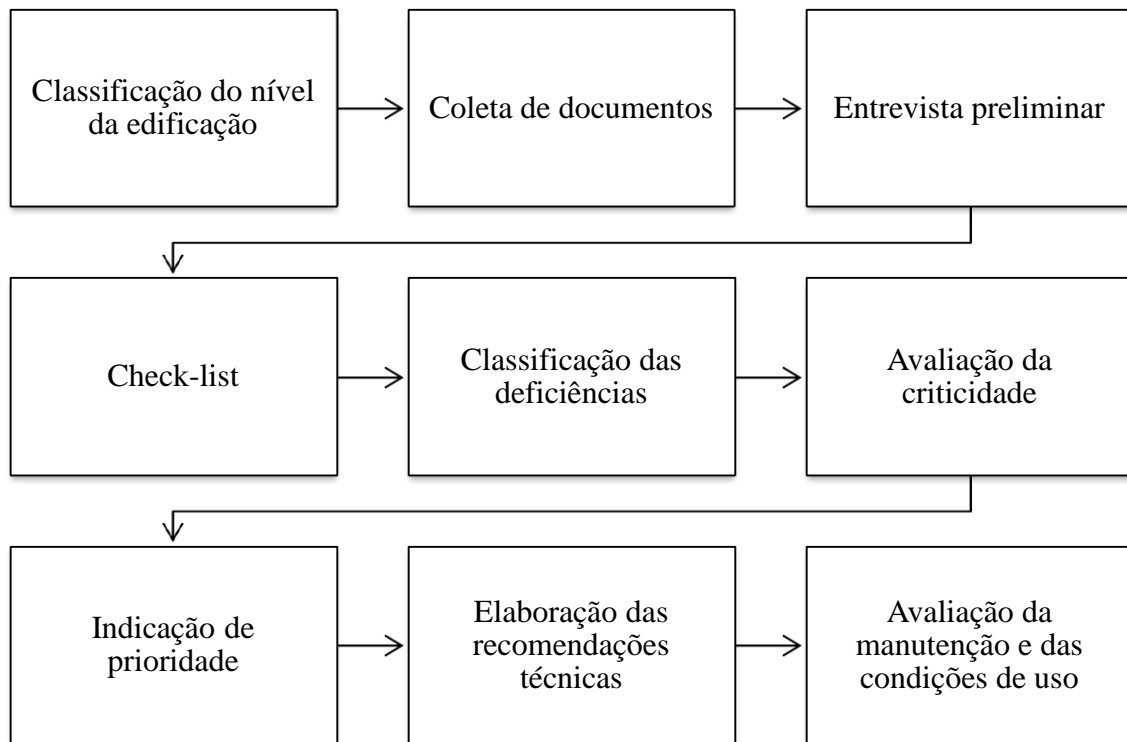 Classificação do nível
da edificação
Coleta de documentos
Entrevista preliminar
Check-list
Classificação das
deficiências
Avaliação da
criticidade
Indicação de
prioridade
Elaboração das
recomendações
técnicas
Avaliação da
manutenção e das
condições de uso